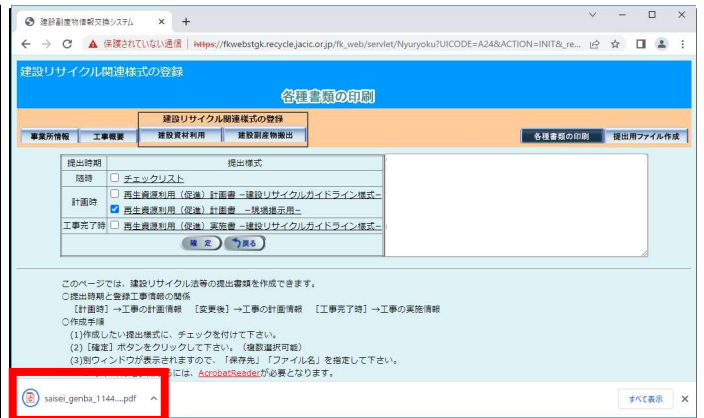 建設副産物情報交換システム
保護されていない通信 | https://fkwebstgk.recycle.jacic.or.jp/fk_web/servlet/Nyuryoku?UICODE=A24&ACTION=INIT&_re...
建設リサイクル関連様式の登録
各種書類の印刷
建設リサイクル関連様式の登録
事業所情報 工事概要 建設資材利用 建設副産物搬出 各種書類の印刷 提出用ファイル作成
提出時期 提出様式
随時 チェックリスト
計画時 再生資源利用（促進）計画書 −建設リサイクルガイドライン様式−
再生資源利用（促進）計画書 −現場掲示用−
工事完了時 再生資源利用（促進）実施書 −建設リサイクルガイドライン様式−
確 定 戻る
このページでは、建設リサイクル法等の提出書類を作成できます。
○提出時期と登録工事情報の関係
［計画時］→工事の計画情報 ［変更後］→工事の計画情報 ［工事完了時］→工事の実施情報
○作成手順
(1)作成したい提出様式に、チェックを付けて下さい。
(2)［確定］ボタンをクリックして下さい。（複数選択可能）
(3)別ウィンドウが表示されますので、「保存先」「ファイル名」を指定して下さい。
るには、AcrobatReaderが必要となります。
saisei_genba_1144....pdf すべて表示